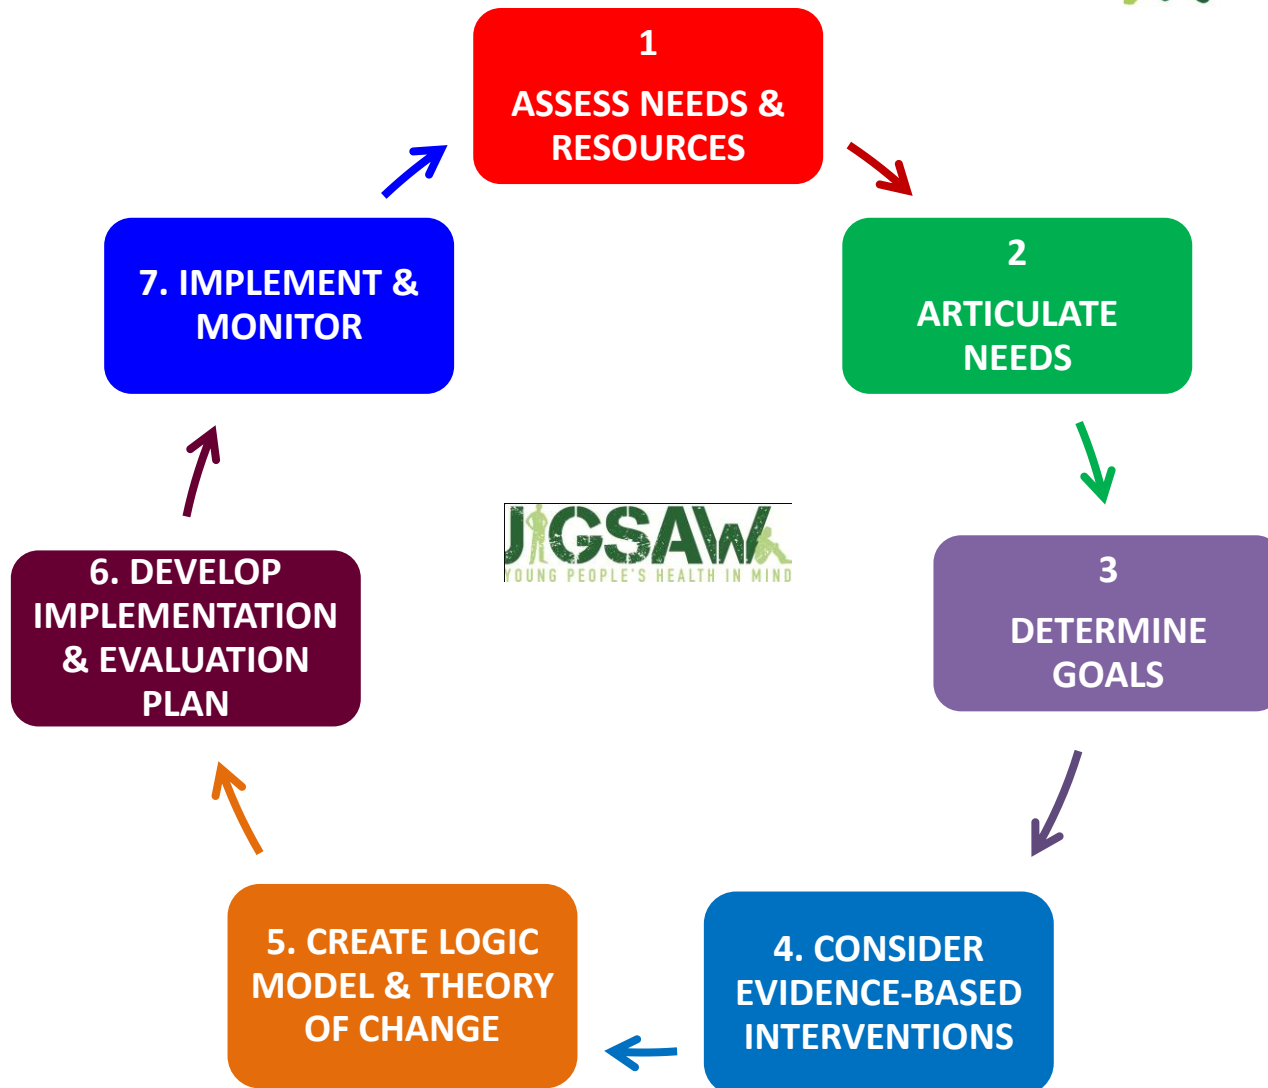 1
ASSESS NEEDS &
RESOURCES
2
ARTICULATE
NEEDS
3
DETERMINE
GOALS
4. CONSIDER
EVIDENCE-BASED
INTERVENTIONS
5. CREATE LOGIC
MODEL & THEORY
OF CHANGE
6. DEVELOP
IMPLEMENTATION
& EVALUATION
PLAN
7. IMPLEMENT &
MONITOR
JIGSAW
YOUNG PEOPLE'S HEALTH IN MIND